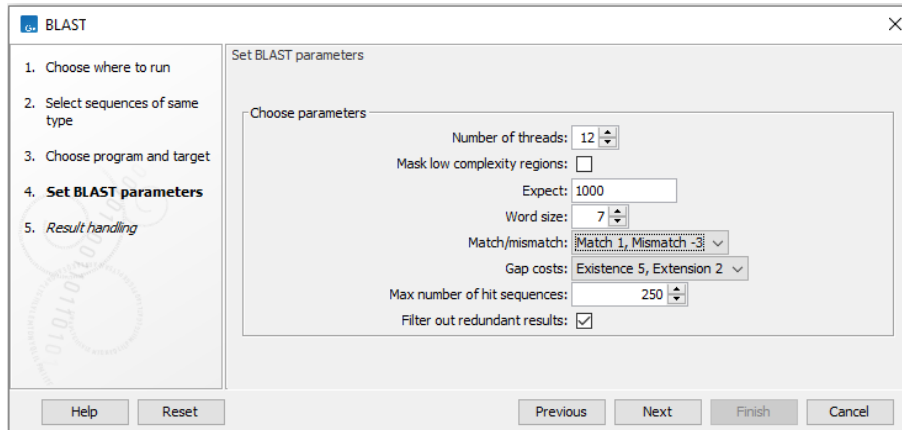 BLAST
1. Choose where to run
2. Select sequences of same
type
3. Choose program and target
4. Set BLAST parameters
5. Result handling
Set BLAST parameters
Choose parameters
Number of threads: 12
Mask low complexity regions:
Expect: 1000
Word size: 7
Match/mismatch: Match 1, Mismatch -3
Gap costs: Existence 5, Extension 2
Max number of hit sequences: 250
Filter out redundant results:
Help Reset Previous Next Finish Cancel